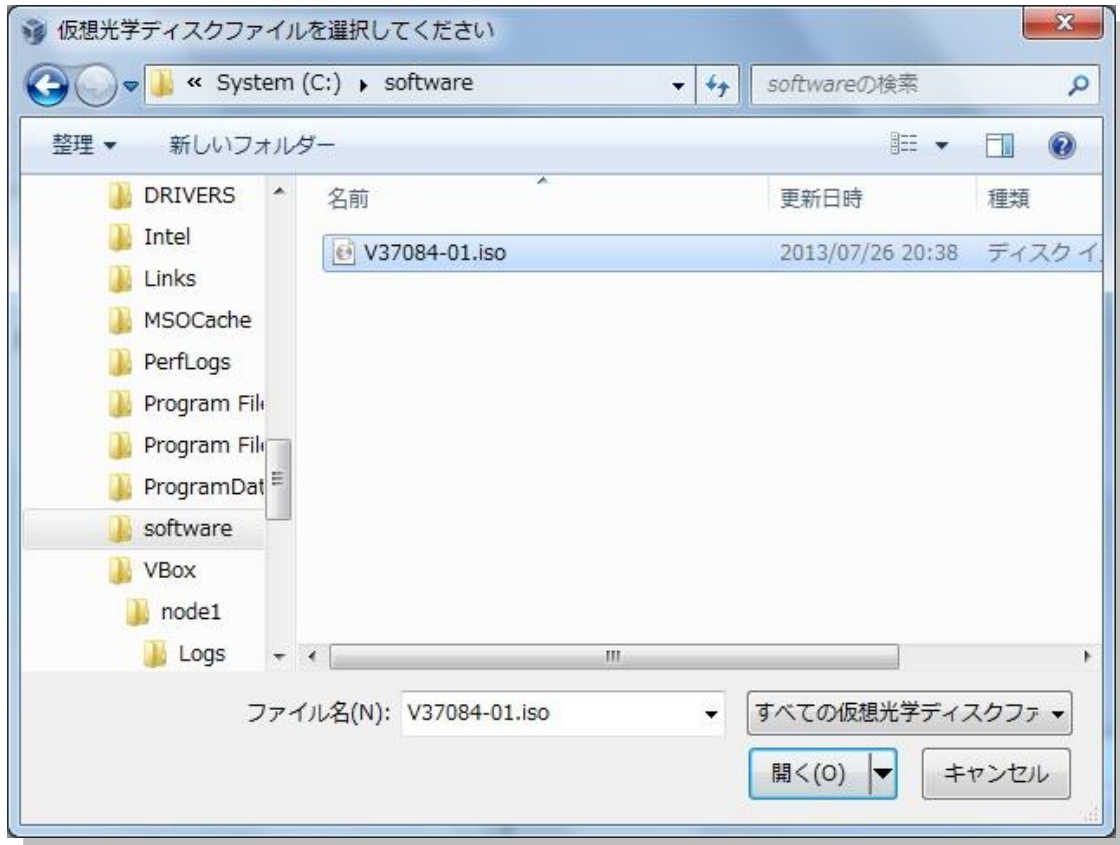 仮想光学ディスクファイルを選択してください
« System (C:) ▸ software
softwareの検索
整理 新しいフォルダー
名前 更新日時 種類
DRIVERS
Intel
Links
MSOCache
PerfLogs
Program File
Program File
ProgramDat
software
VBox
node1
Logs
V37084-01.iso 2013/07/26 20:38 ディスク イ
ファイル名(N): V37084-01.iso
すべての仮想光学ディスクファ
開く(O)
キャンセル